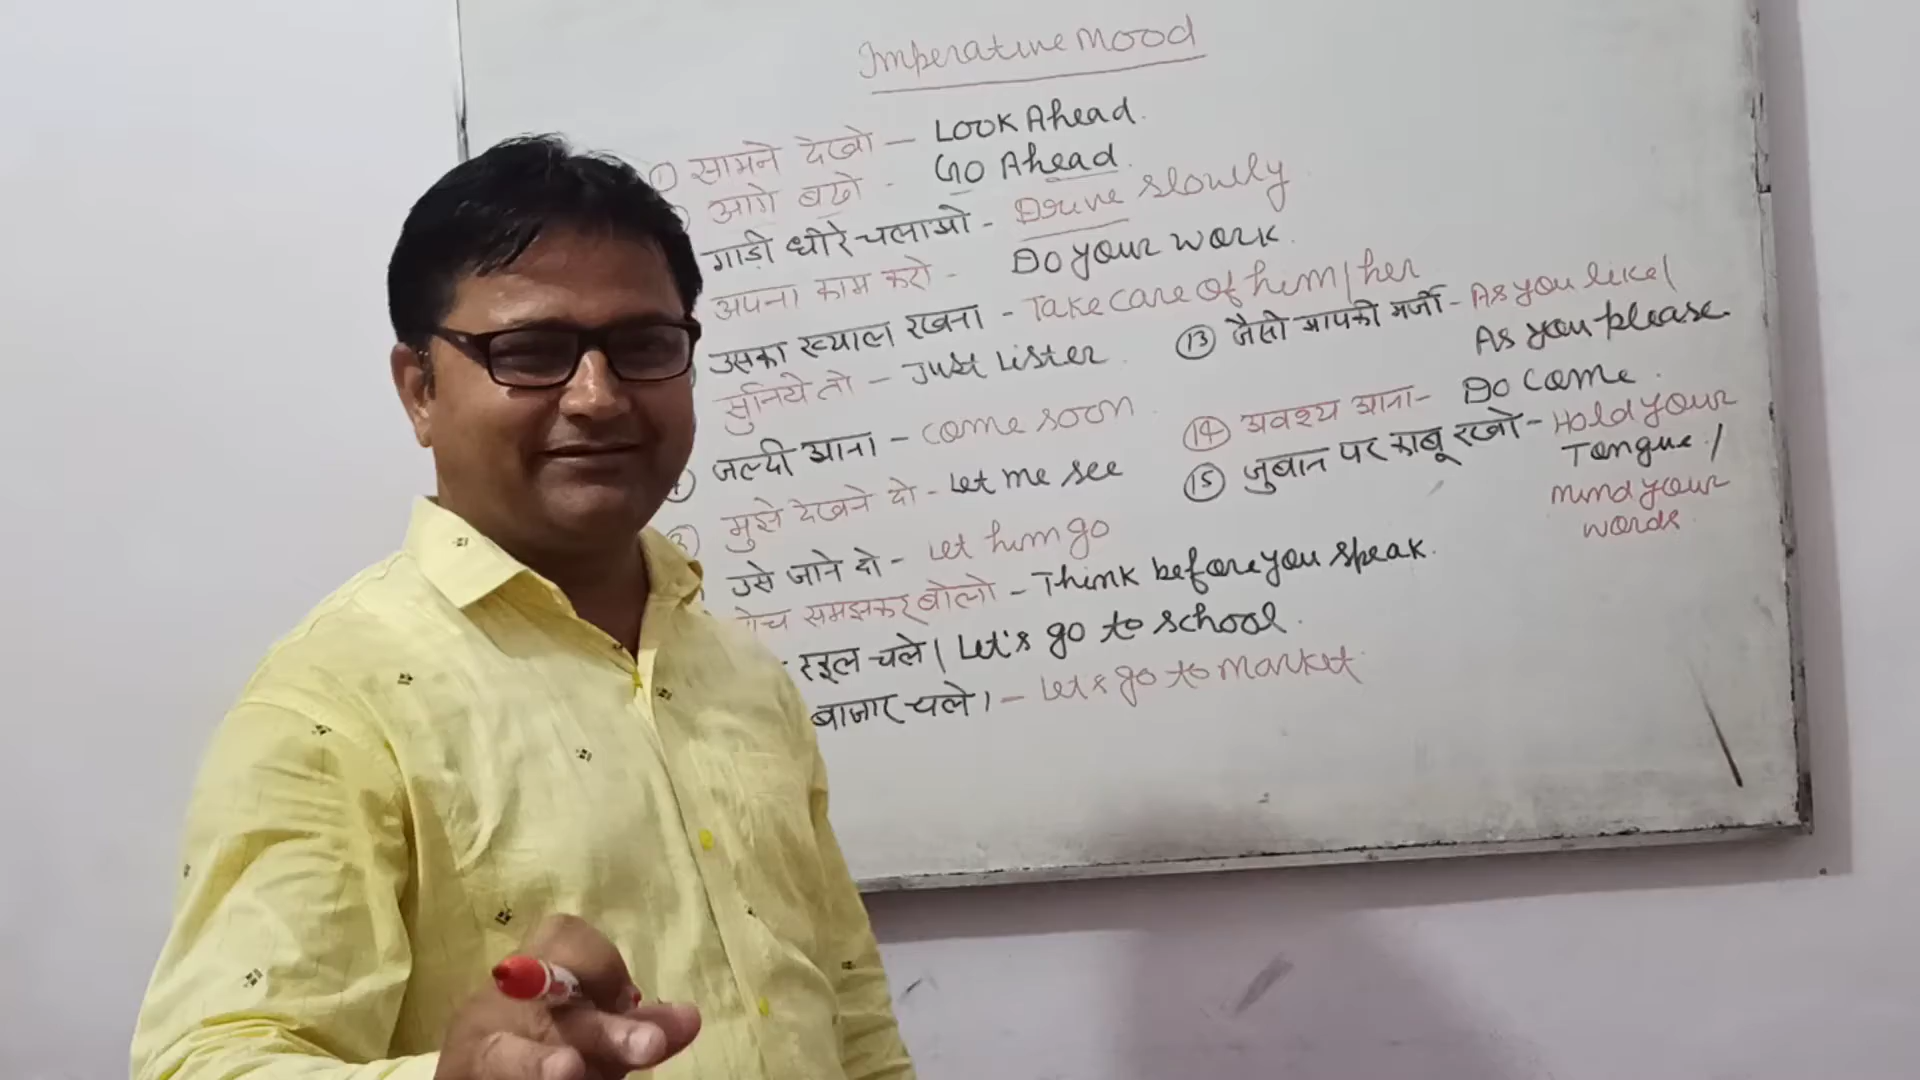 Imperative Mood
① सामने देखो - Look Ahead.
आगे बढो - Go Ahead.
गाड़ी धीरे चलाओ - Drive slowly
अपना काम करो - Do your work.
उसका ख्याल रखना - Take care of him/her
सुनिये तो - Just Listen
जल्दी आना - come soon
मुझे देखने दो - Let me see
उसे जाने दो - Let him go
समझकर बोलो - Think before you speak.
चले। Let's go to school.
बाजार चले। - Let's go to market
⑬ जैसी आपकी मर्जी - As you like/
As you please.
⑭ अवश्य आना - Do come.
⑮ जुबान पर काबू रखो - Hold your
Tongue/
mind your
words.